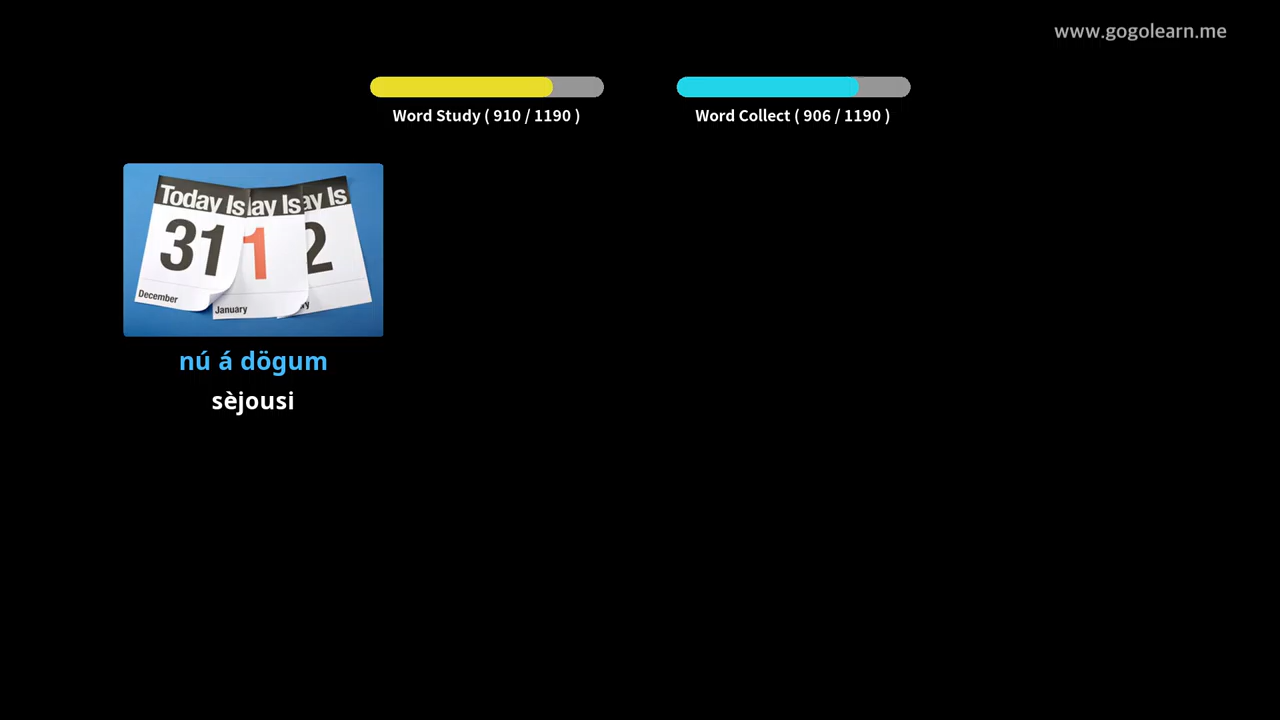 www.gogolearn.me
Word Study ( 910 / 1190 )
Word Collect ( 906 / 1190 )
Today Is
ay Is
ay Is
31
1
2
December
January
ry
nú á dögum
sèjousi